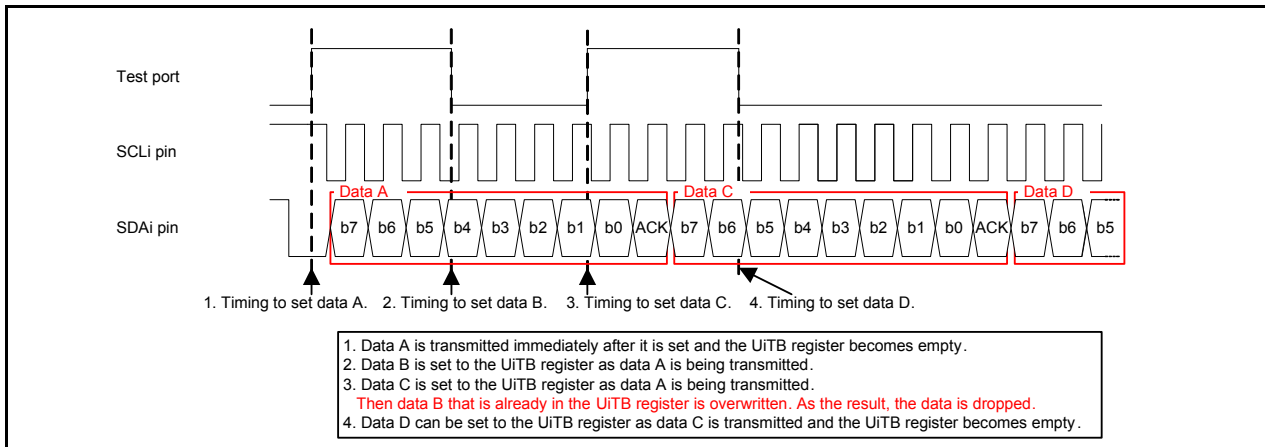 Test port
SCLi pin
Data A Data C Data D
SDAi pin b7 b6 b5 b4 b3 b2 b1 b0 ACK b7 b6 b5 b4 b3 b2 b1 b0 ACK b7 b6 b5
1. Timing to set data A. 2. Timing to set data B. 3. Timing to set data C. 4. Timing to set data D.
1. Data A is transmitted immediately after it is set and the UiTB register becomes empty.
2. Data B is set to the UiTB register as data A is being transmitted.
3. Data C is set to the UiTB register as data A is being transmitted.
Then data B that is already in the UiTB register is overwritten. As the result, the data is dropped.
4. Data D can be set to the UiTB register as data C is transmitted and the UiTB register becomes empty.